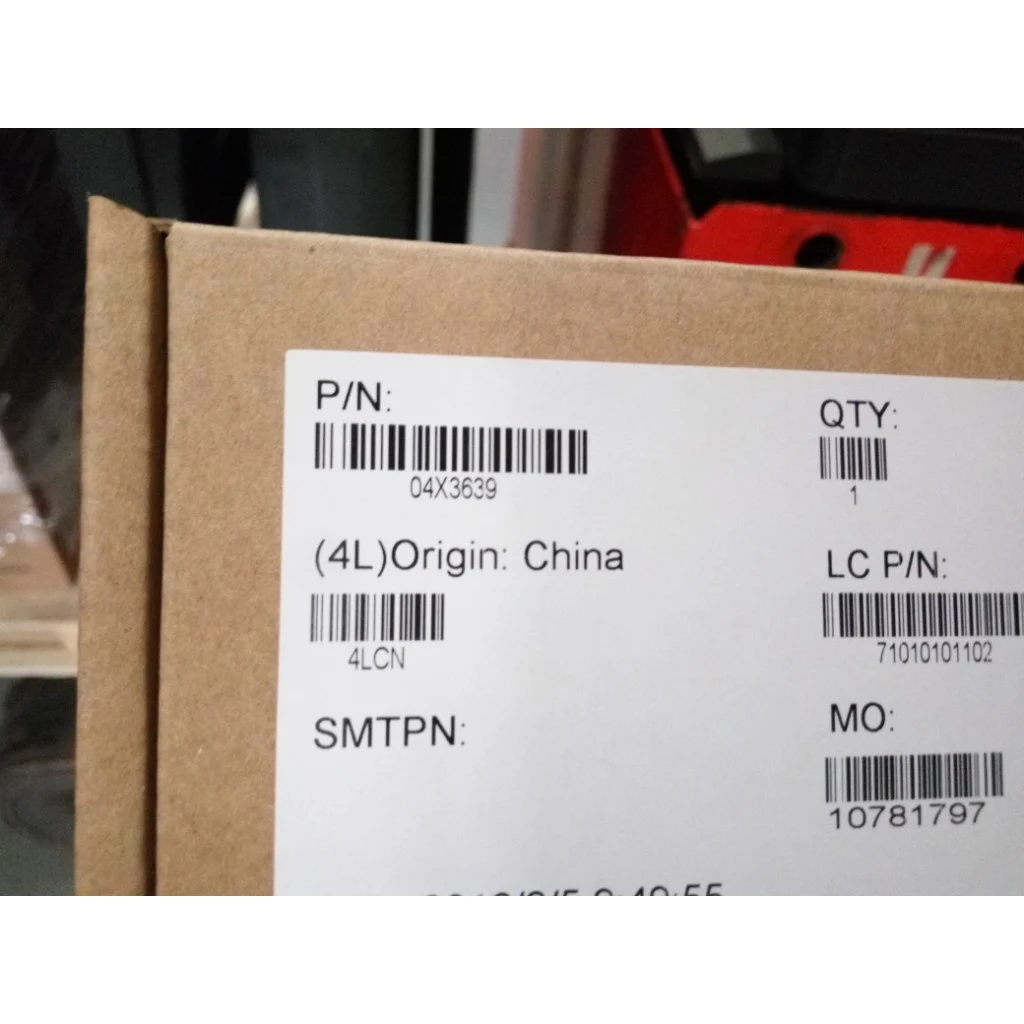 P/N:
04X3639
QTY:
1
(4L)Origin: China
4LCN
LC P/N:
71010101102
SMTPN:
MO:
10781797